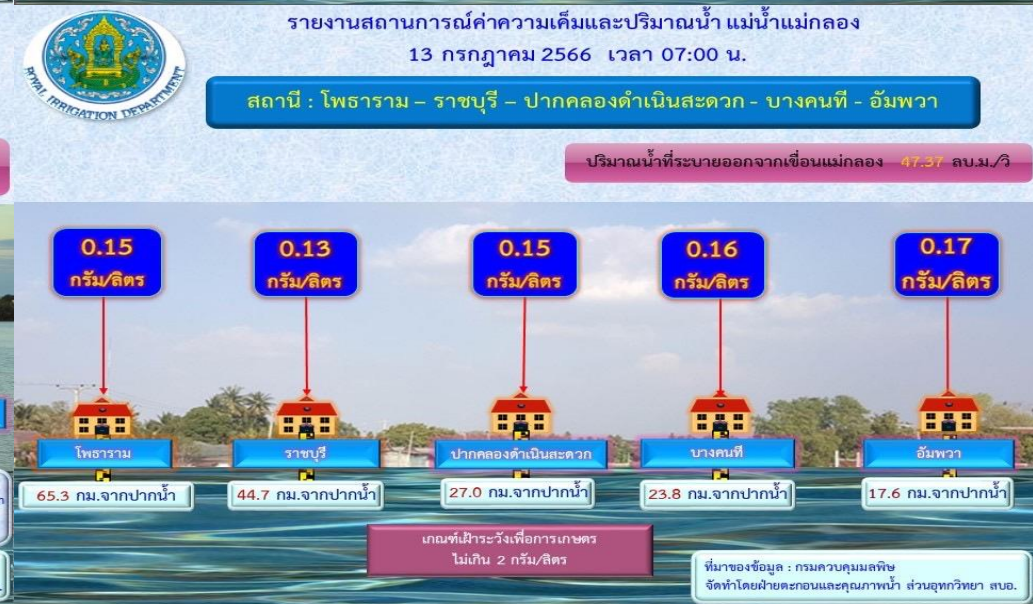 รายงานสถานการณ์ค่าความเค็มและปริมาณน้ำ แม่น้ำแม่กลอง
13 กรกฎาคม 2566 เวลา 07:00 น.
ROYAL IRRIGATION DEPARTMENT
สถานี : โพธาราม – ราชบุรี – ปากคลองดำเนินสะดวก - บางคนที - อัมพวา
ปริมาณน้ำที่ระบายออกจากเขื่อนแม่กลอง 47.37 ลบ.ม./วิ
0.15 กรัม/ลิตร
0.13 กรัม/ลิตร
0.15 กรัม/ลิตร
0.16 กรัม/ลิตร
0.17 กรัม/ลิตร
โพธาราม
ราชบุรี
ปากคลองดำเนินสะดวก
บางคนที
อัมพวา
65.3 กม.จากปากน้ำ
44.7 กม.จากปากน้ำ
27.0 กม.จากปากน้ำ
23.8 กม.จากปากน้ำ
17.6 กม.จากปากน้ำ
เกณฑ์เฝ้าระวังเพื่อการเกษตร
ไม่เกิน 2 กรัม/ลิตร
ที่มาของข้อมูล : กรมควบคุมมลพิษ
จัดทำโดยฝ่ายตะกอนและคุณภาพน้ำ ส่วนอุทกวิทยา สบอ.